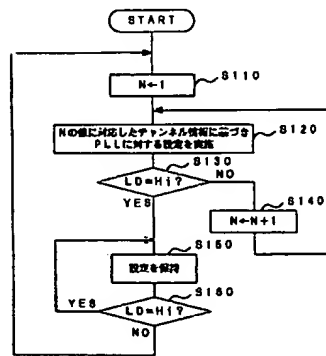 START
S110
N←1
S120
Nの値に対応したチャンネル情報に基づき
PLLに対する設定を実施
S130
LD=Hi?
NO
YES
S140
N←N+1
S150
設定を保持
S160
LD=Hi?
YES
NO